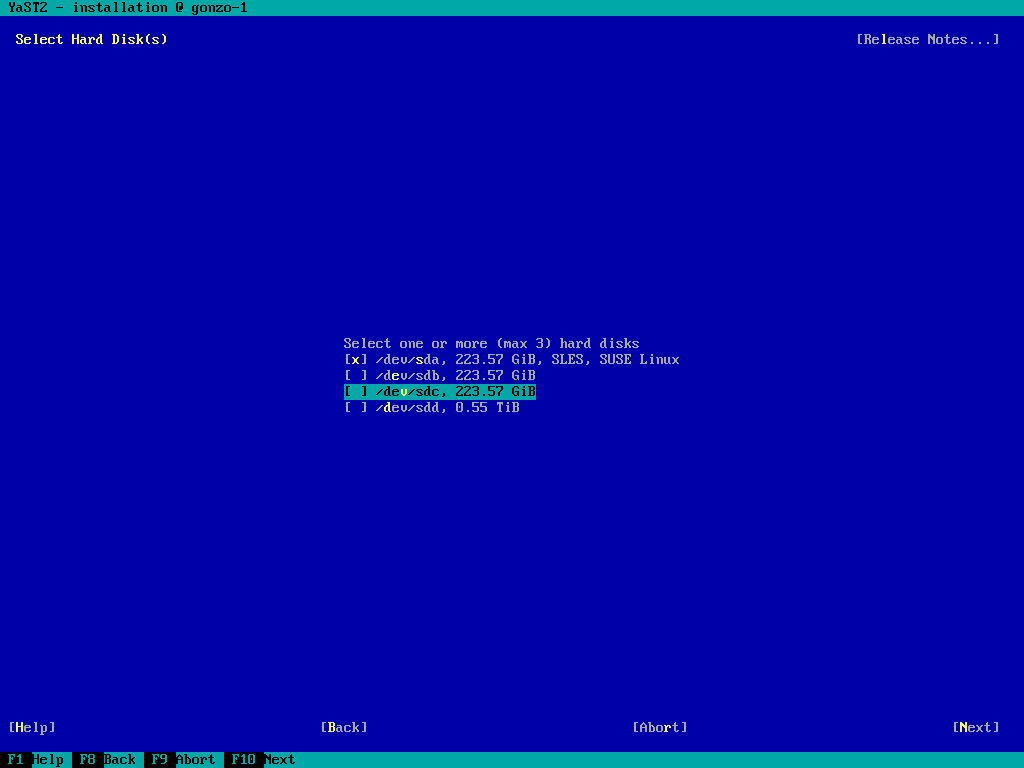 YaST2 - installation @ gonzo-1
Select Hard Disk(s) [Release Notes...]
Select one or more (max 3) hard disks
[x] /dev/sda, 223.57 GiB, SLES, SUSE Linux
[ ] /dev/sdb, 223.57 GiB
[ ] /dev/sdc, 223.57 GiB
[ ] /dev/sdd, 0.55 TiB
[Help] [Back] [Abort] [Next]
F1 Help F8 Back F9 Abort F10 Next